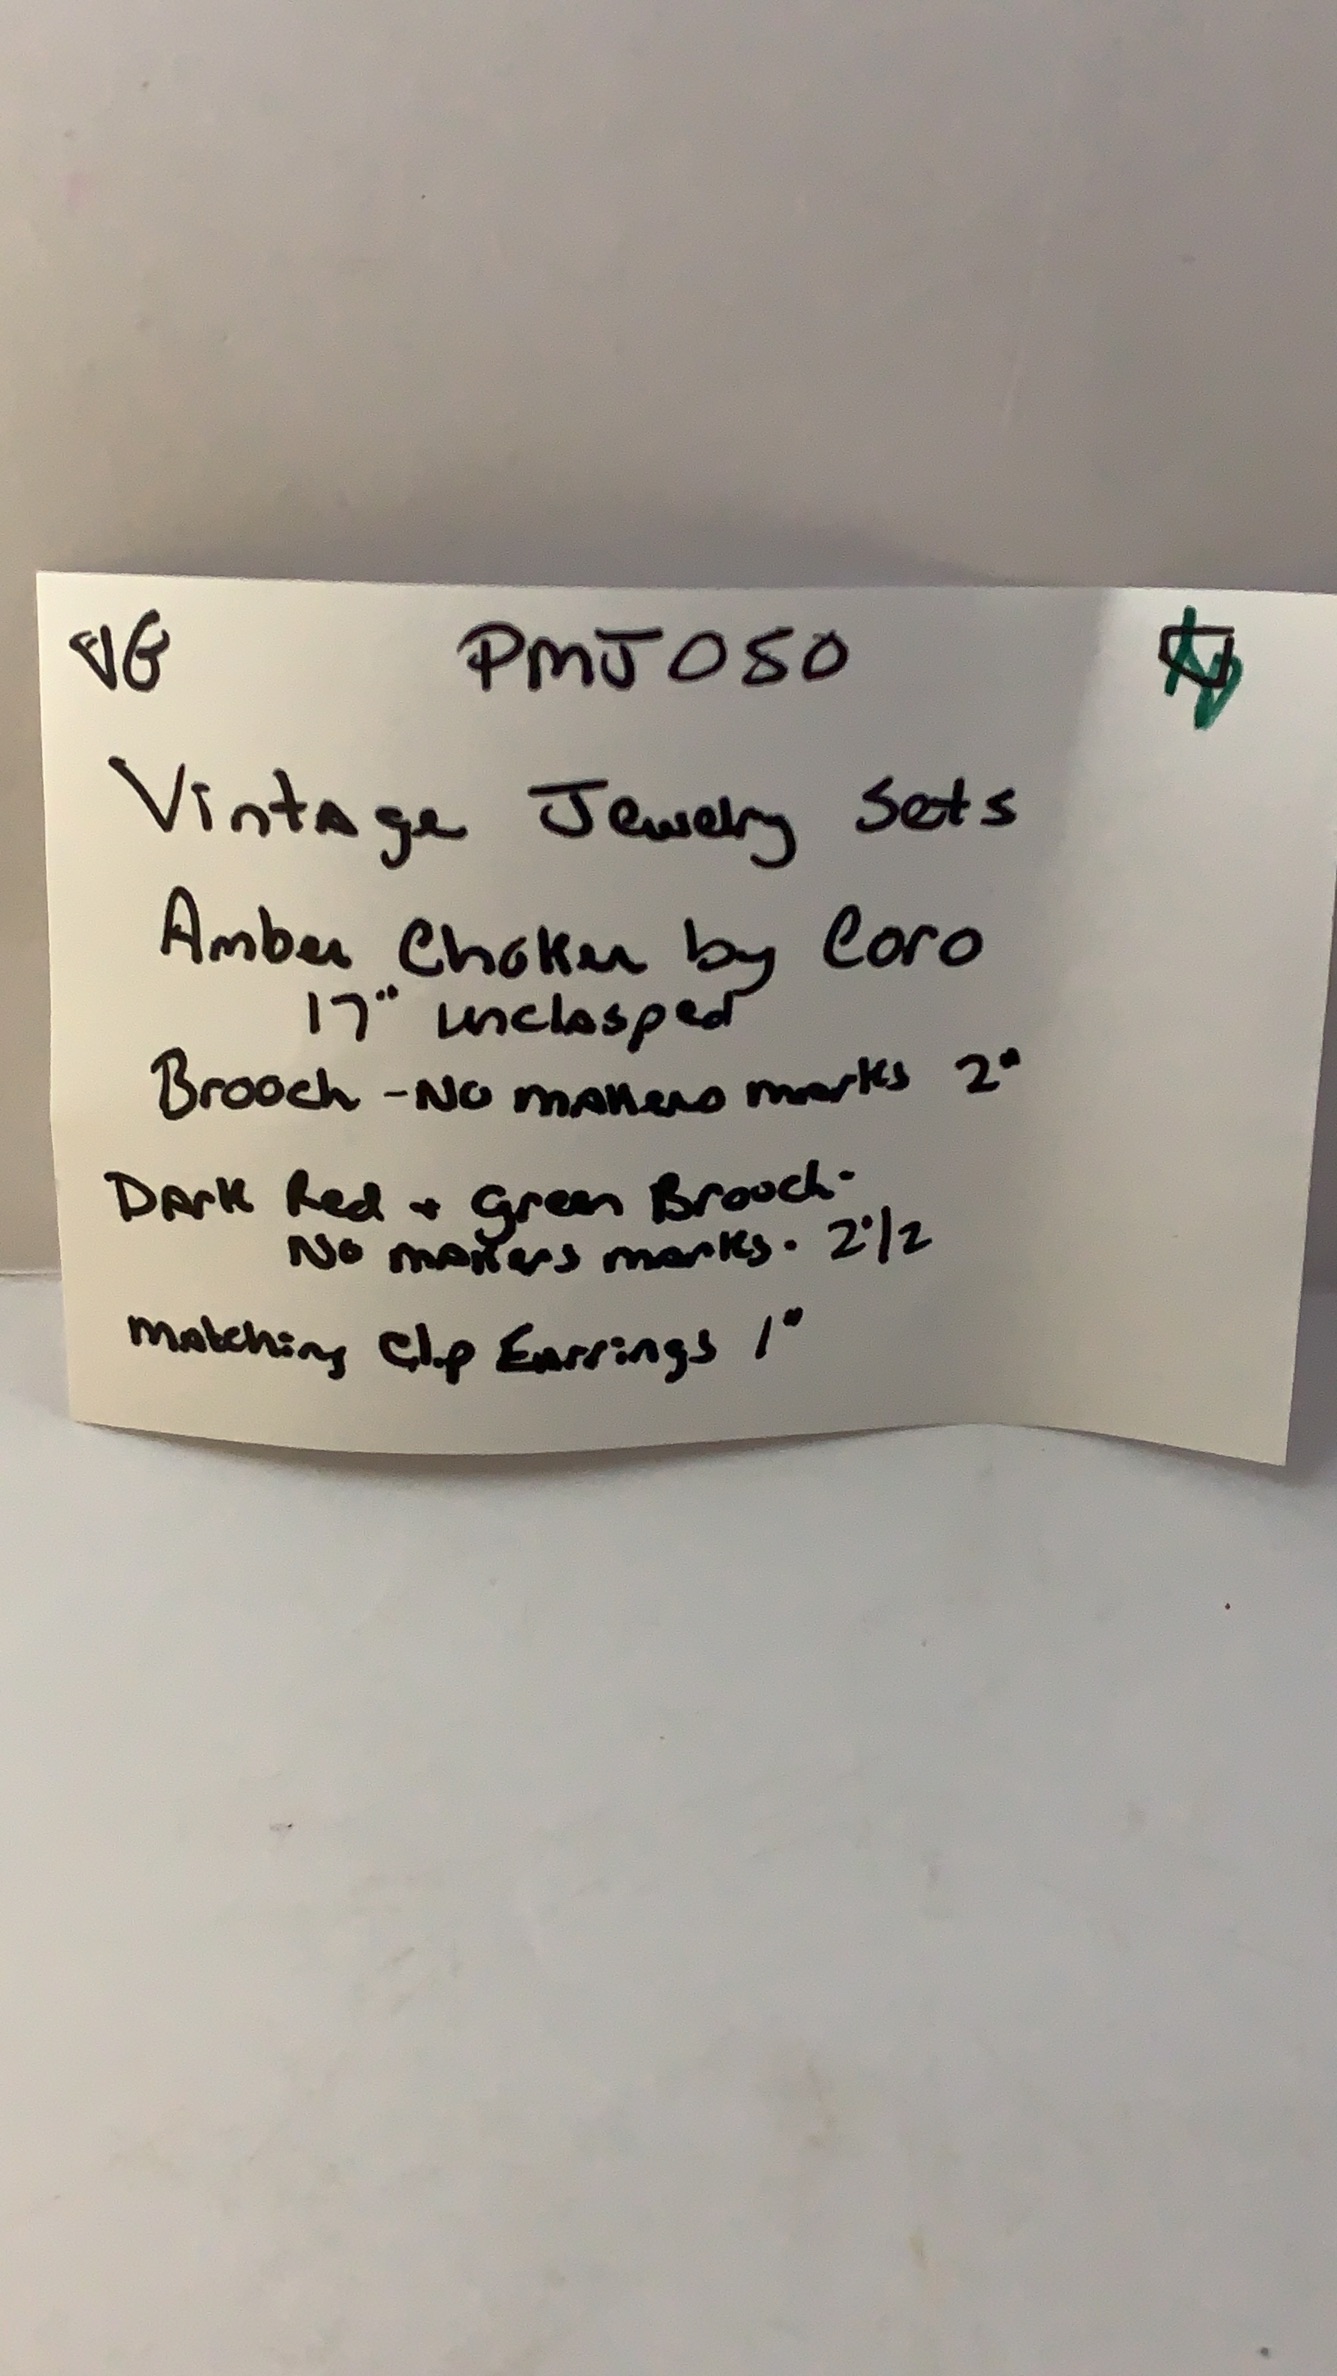 VG PMJ050
Vintage Jewelry Sets
Amber Choker by Coro
17" unclasped
Brooch - No makers marks 2"
Dark Red + Green Brooch-
No makers marks. 2"/2
Matching Clip Earrings 1"